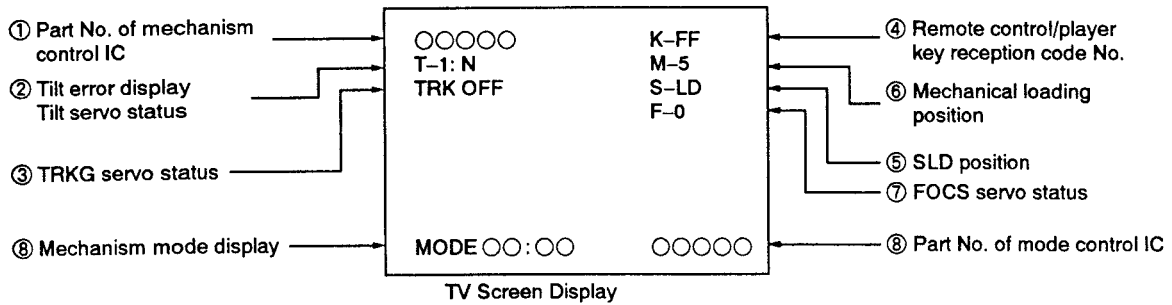 ① Part No. of mechanism
control IC
② Tilt error display
Tilt servo status
③ TRKG servo status
⑧ Mechanism mode display
○○○○○
T–1: N
TRK OFF
K–FF
M–5
S–LD
F–0
MODE ○○:○○
○○○○○
④ Remote control/player
key reception code No.
⑥ Mechanical loading
position
⑤ SLD position
⑦ FOCS servo status
⑧ Part No. of mode control IC
TV Screen Display